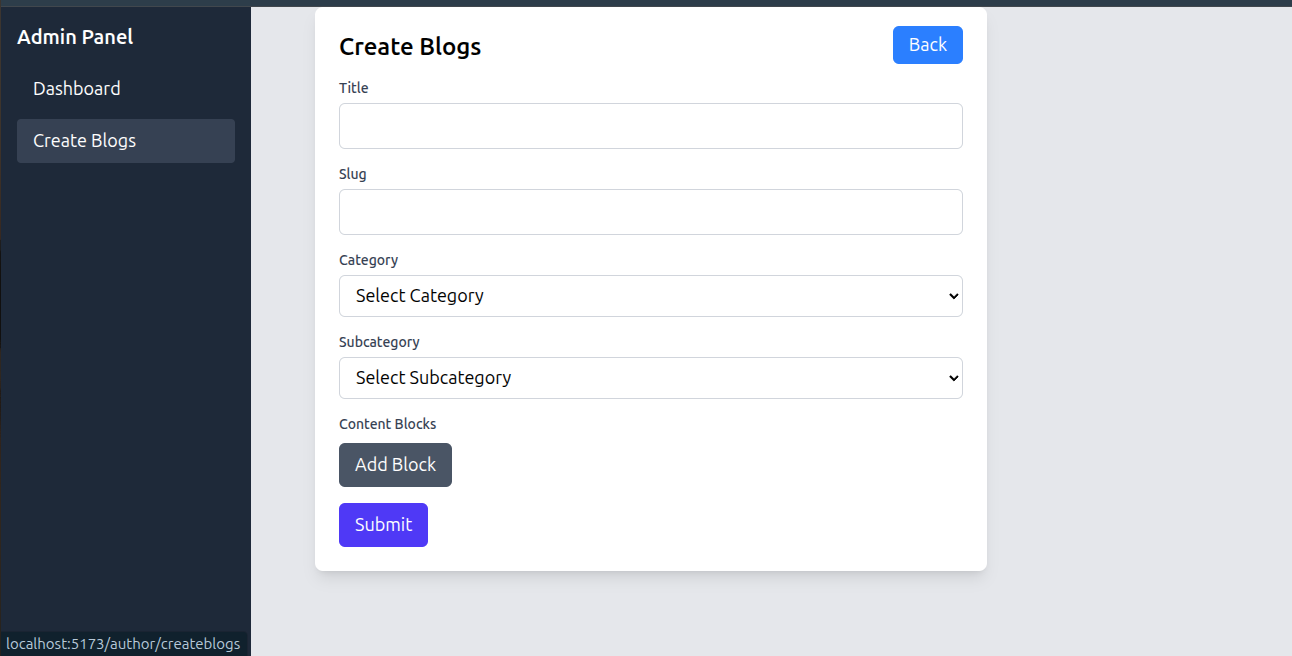 Admin Panel
Dashboard
Create Blogs
Create Blogs
Back
Title
Slug
Category
Select Category
Subcategory
Select Subcategory
Content Blocks
Add Block
Submit
localhost:5173/author/createblogs